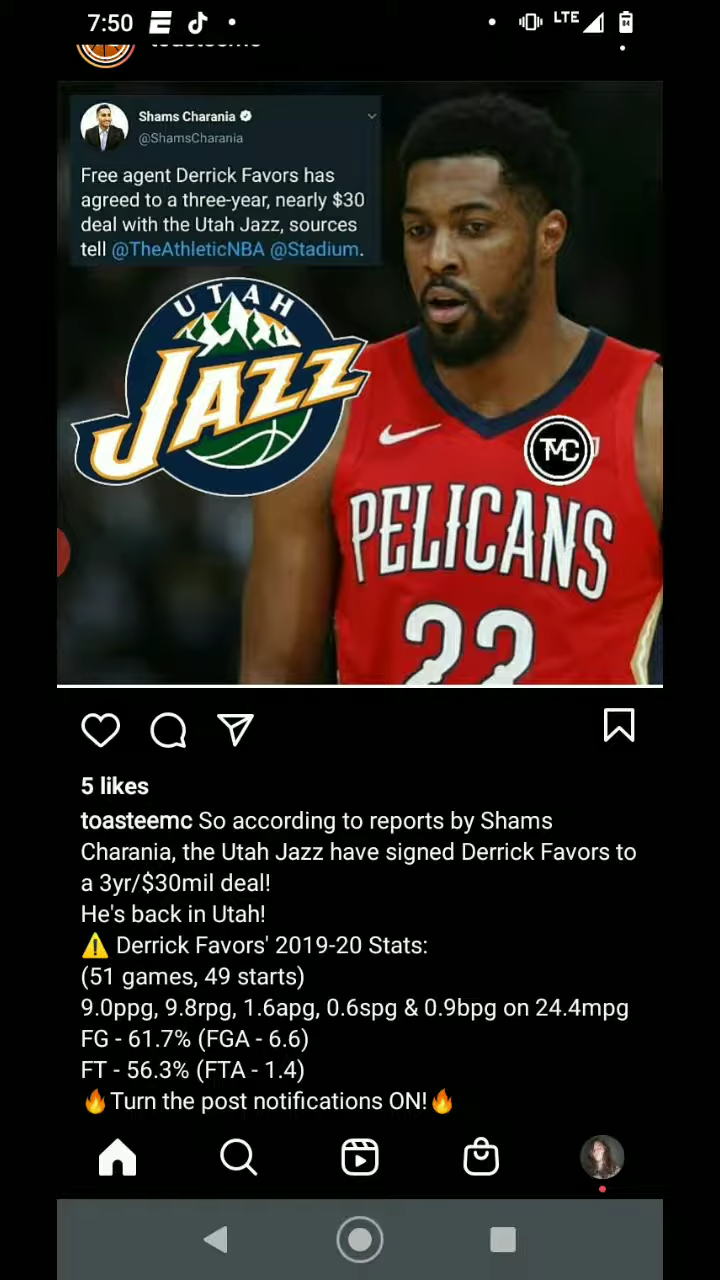 7:50
LTE
84
Shams Charania
@ShamsCharania
Free agent Derrick Favors has
agreed to a three-year, nearly $30
deal with the Utah Jazz, sources
tell @TheAthleticNBA @Stadium.
UTAH
JAZZ
TMC
PELICANS
22
5 likes
toasteemc So according to reports by Shams
Charania, the Utah Jazz have signed Derrick Favors to
a 3yr/$30mil deal!
He's back in Utah!
⚠️ Derrick Favors' 2019-20 Stats:
(51 games, 49 starts)
9.0ppg, 9.8rpg, 1.6apg, 0.6spg & 0.9bpg on 24.4mpg
FG - 61.7% (FGA - 6.6)
FT - 56.3% (FTA - 1.4)
🔥Turn the post notifications ON!🔥